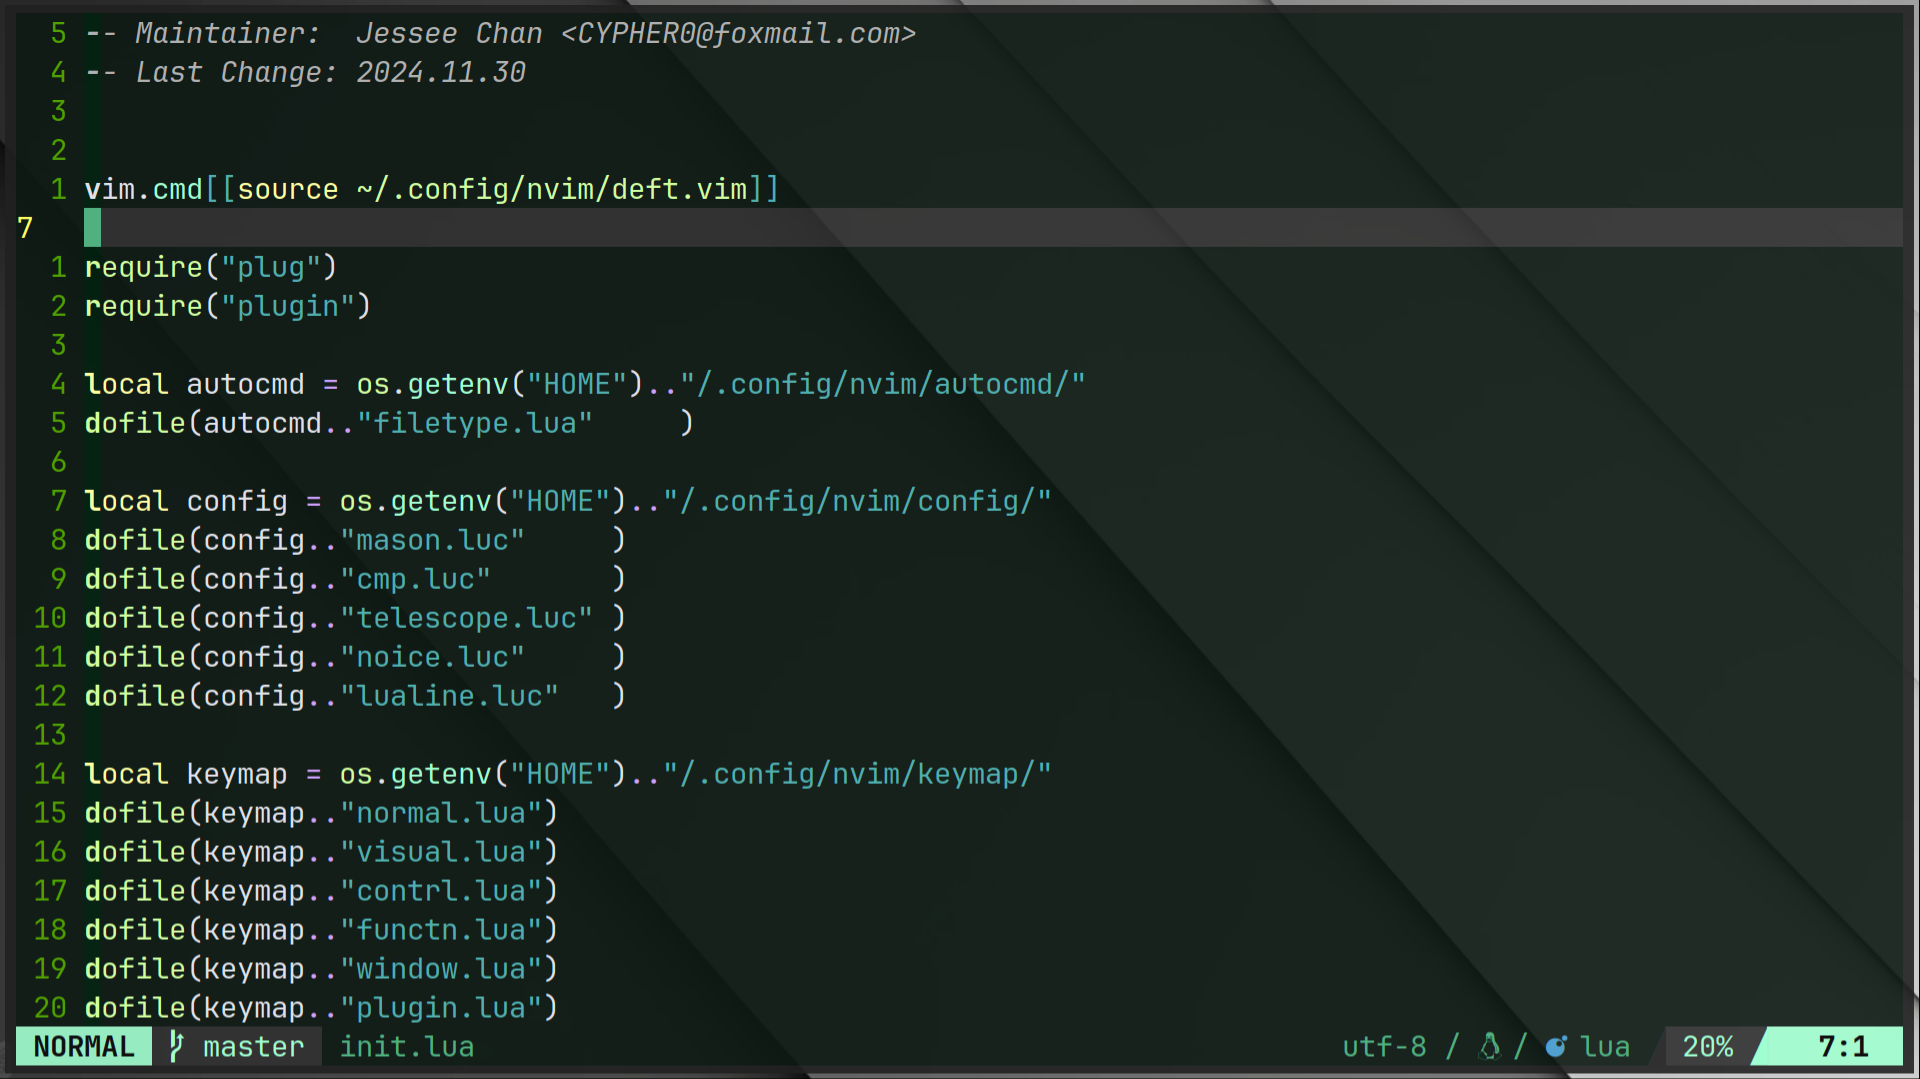 5 -- Maintainer:  Jessee Chan <CYPHER0@foxmail.com>
4 -- Last Change: 2024.11.30
3
2
1 vim.cmd[[source ~/.config/nvim/deft.vim]]
7
1 require("plug")
2 require("plugin")
3
4 local autocmd = os.getenv("HOME").."/.config/nvim/autocmd/"
5 dofile(autocmd.."filetype.lua"     )
6
7 local config = os.getenv("HOME").."/.config/nvim/config/"
8 dofile(config.."mason.luc"     )
9 dofile(config.."cmp.luc"       )
10 dofile(config.."telescope.luc" )
11 dofile(config.."noice.luc"     )
12 dofile(config.."lualine.luc"   )
13
14 local keymap = os.getenv("HOME").."/.config/nvim/keymap/"
15 dofile(keymap.."normal.lua")
16 dofile(keymap.."visual.lua")
17 dofile(keymap.."contrl.lua")
18 dofile(keymap.."functn.lua")
19 dofile(keymap.."window.lua")
20 dofile(keymap.."plugin.lua")
NORMAL master init.lua utf-8 / / lua 20% 7:1